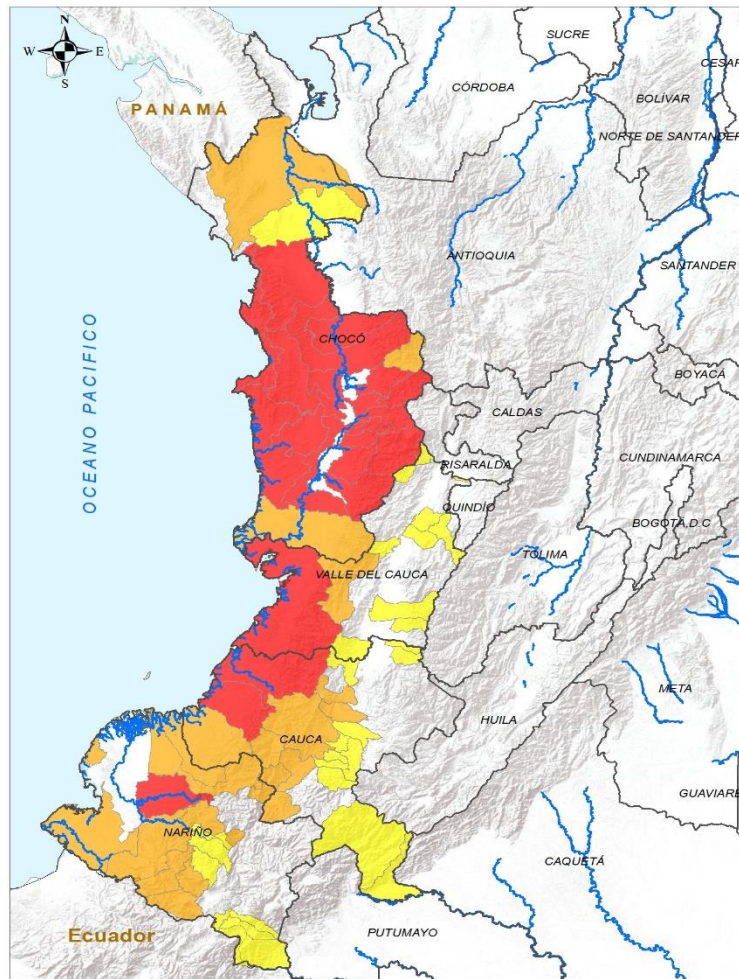 SUCRE
CESAR
CÓRDOBA
BOLÍVAR
N
W E
S
PANAMÁ
NORTE DE SANTANDER
ANTIOQUIA
SANTANDER
CHOCÓ
BOYACÁ
CALDAS
OCEANO PACIFICO
RISARALDA
CUNDINAMARCA
QUINDÍO
BOGOTA,D.C
TOLIMA
VALLE DEL CAUCA
META
HUILA
CAUCA
GUAVIARE
NARIÑO
CAQUETÁ
Ecuador
PUTUMAYO